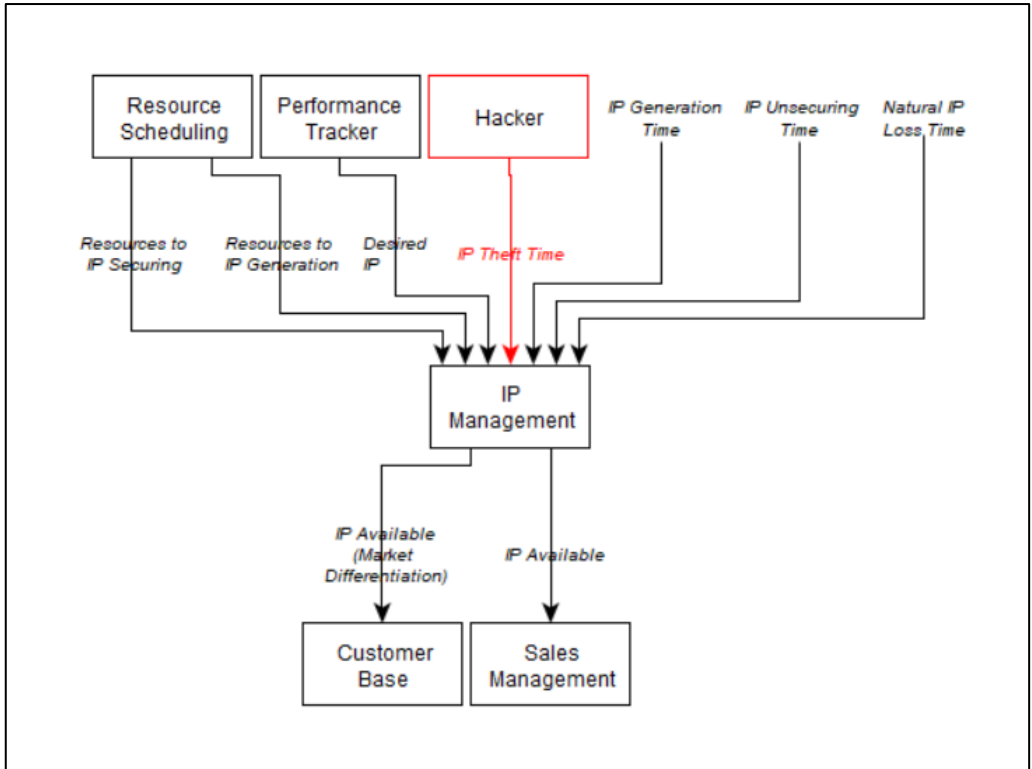 Resource
Scheduling
Performance
Tracker
Hacker
IP Generation
Time
IP Unsecuring
Time
Natural IP
Loss Time
Resources to
IP Securing
Resources to
IP Generation
Desired
IP
IP Theft Time
IP
Management
IP Available
(Market
Differentiation)
IP Available
Customer
Base
Sales
Management